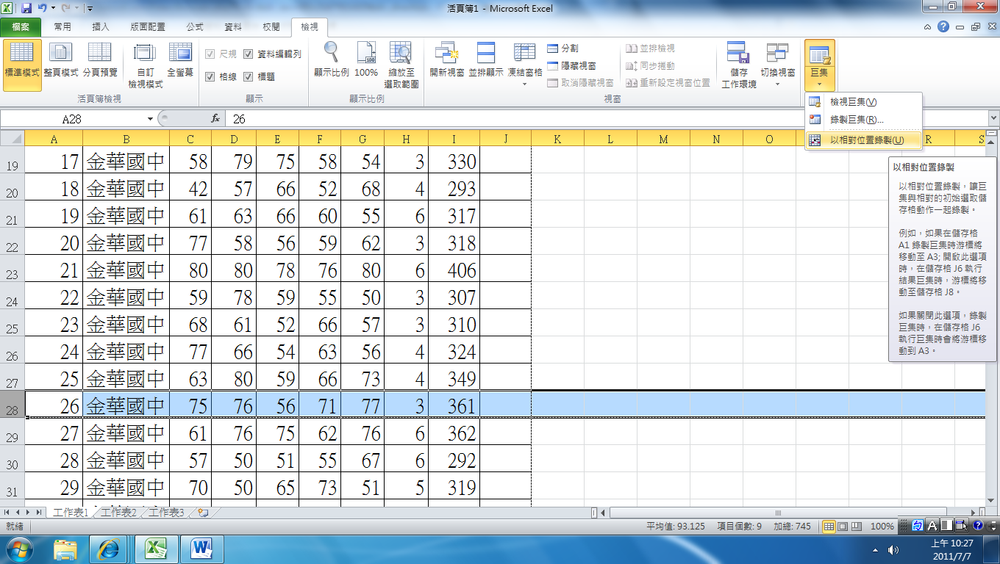 活頁簿1 - Microsoft Excel
檔案 常用 插入 版面配置 公式 資料 校閱 檢視
標準模式 整頁模式 分頁預覽 自訂檢視模式 全螢幕
活頁簿檢視
尺規 資料編輯列
格線 標題
顯示
顯示比例 100% 縮放至選取範圍
顯示比例
開新視窗 並排顯示 凍結窗格
分割 並排檢視
隱藏視窗 同步捲動
取消隱藏視窗 重新設定視窗位置
儲存工作環境 切換視窗
視窗
巨集
檢視巨集(V)
錄製巨集(R)...
以相對位置錄製(U)
A28 fx 26
A B C D E F G H I J K L M N O R S
19 17 金華國中 58 79 75 58 54 3 330
20 18 金華國中 42 57 66 52 68 4 293
21 19 金華國中 61 63 66 60 55 6 317
22 20 金華國中 77 58 56 59 62 3 318
23 21 金華國中 80 80 78 76 80 6 406
24 22 金華國中 59 78 59 55 50 3 307
25 23 金華國中 68 61 52 66 57 3 310
26 24 金華國中 77 66 54 63 56 4 324
27 25 金華國中 63 80 59 66 73 4 349
28 26 金華國中 75 76 56 71 77 3 361
29 27 金華國中 61 76 75 62 76 6 362
30 28 金華國中 57 50 51 55 67 6 292
31 29 金華國中 70 50 65 73 51 5 319
以相對位置錄製
以相對位置錄製，讓巨
集與相對的初始選取儲
存格動作一起錄製。
例如，如果在儲存格
A1 錄製巨集時游標將
移動至 A3; 開啟此選項
時，在儲存格 J6 執行
結果巨集時，游標將移
動至儲存格 J8。
如果關閉此選項，錄製
巨集時，在儲存格 J6
執行巨集時會將游標移
動到 A3。
工作表1 工作表2 工作表3
就緒 平均值: 93.125 項目個數: 9 加總: 745 100%
上午 10:27
2011/7/7